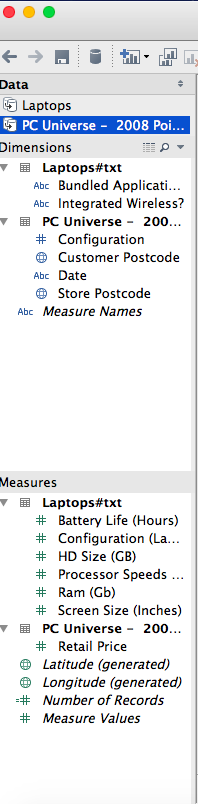 Data
Laptops
PC Universe - 2008 Poi...
Dimensions
Laptops#txt
Abc Bundled Applicati...
Abc Integrated Wireless?
PC Universe - 200...
# Configuration
Customer Postcode
Abc Date
Store Postcode
Abc Measure Names
Measures
Laptops#txt
# Battery Life (Hours)
# Configuration (La...
# HD Size (GB)
# Processor Speeds ...
# Ram (Gb)
# Screen Size (Inches)
PC Universe - 200...
# Retail Price
Latitude (generated)
Longitude (generated)
=# Number of Records
# Measure Values